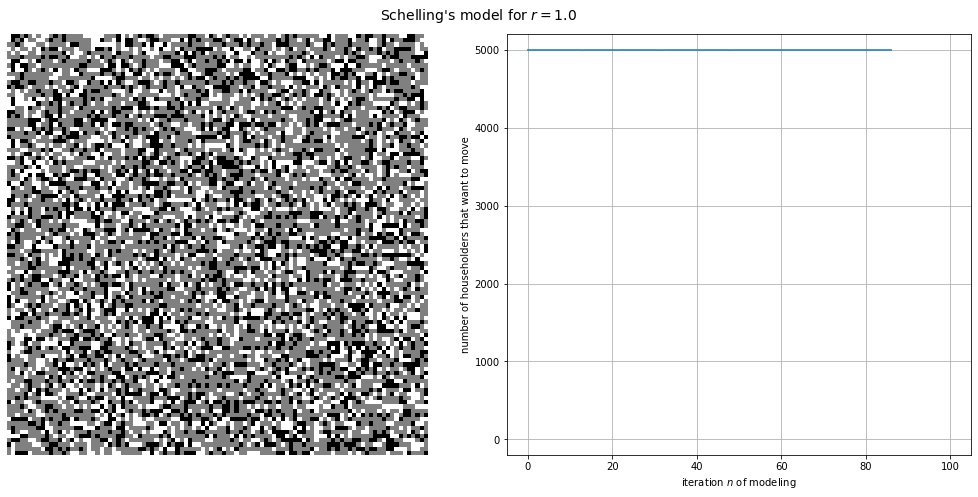 Schelling's model for r = 1.0
number of householders that want to move
5000
4000
3000
2000
1000
0
0 20 40 60 80 100
iteration n of modeling